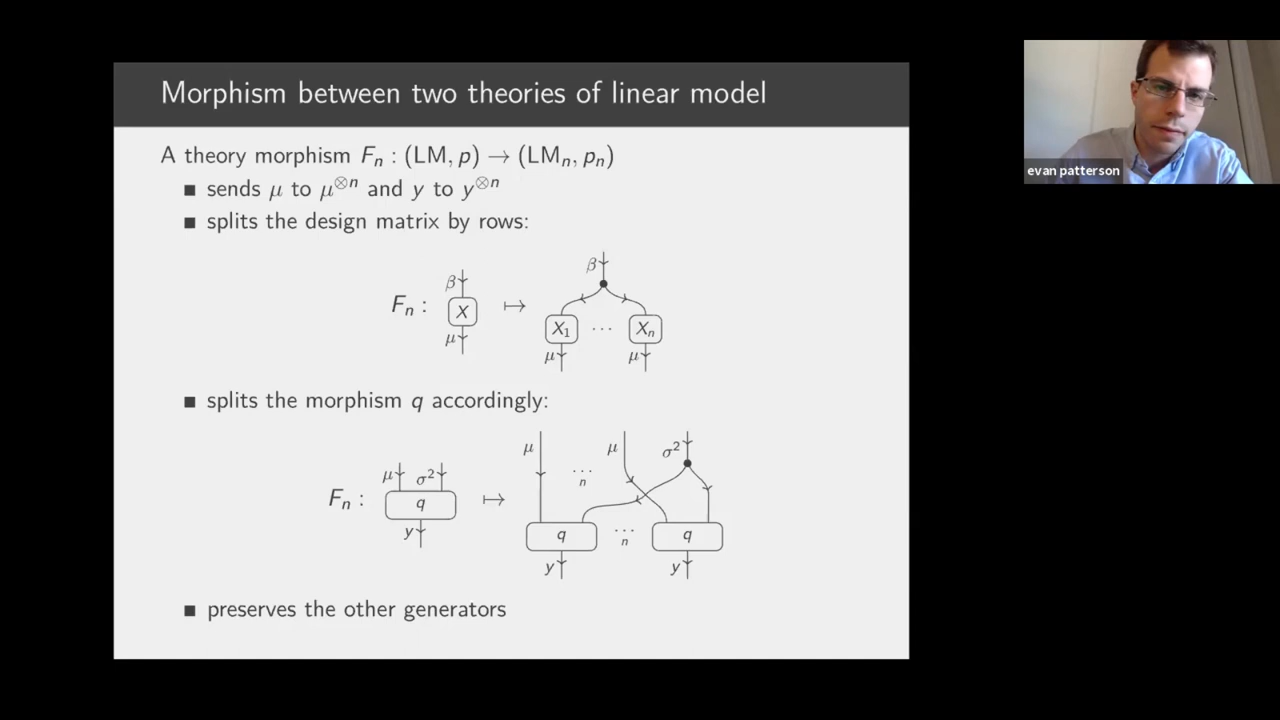 Morphism between two theories of linear model
A theory morphism Fₙ : (LM, p) → (LMₙ, pₙ)
■ sends μ to μ^⊗n and y to y^⊗n
■ splits the design matrix by rows:
Fₙ : β X μ ↦ β X₁ ··· Xₙ μ μ
■ splits the morphism q accordingly:
Fₙ : μ σ² q y ↦ μ ··· n μ σ² q ··· n q y y
■ preserves the other generators
evan patterson